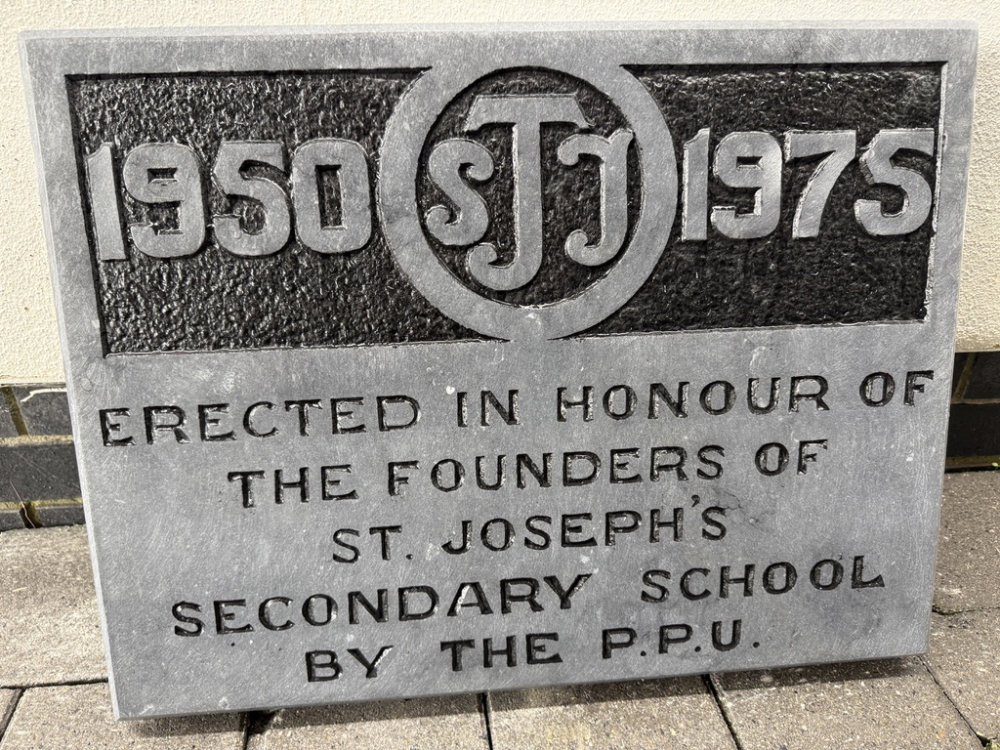 1950 STJ 1975
ERECTED IN HONOUR OF
THE FOUNDERS OF
ST. JOSEPH'S
SECONDARY SCHOOL
BY THE P.P.U.